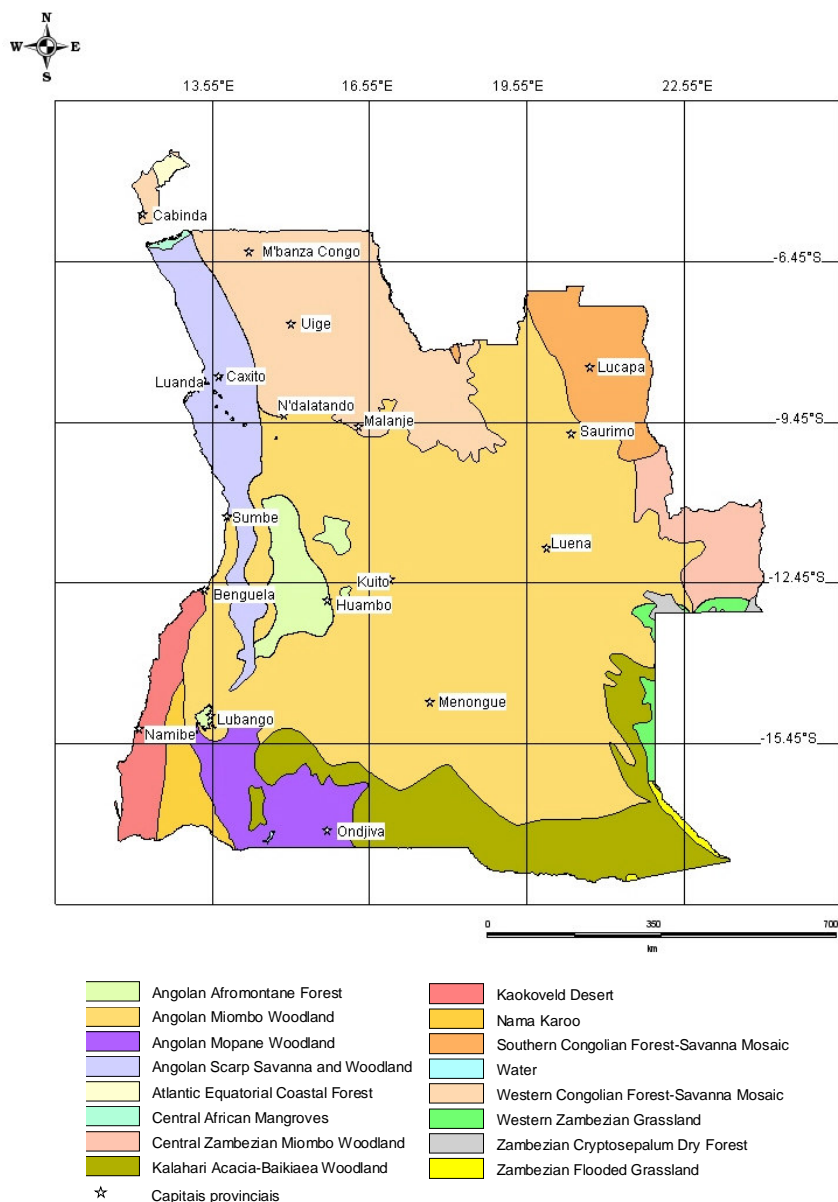 N
W E
S
13.55°E 16.55°E 19.55°E 22.55°E
Cabinda
M'banza Congo
-6.45°S
Uige
Lucapa
Luanda Caxito
N'dalatando
Malanje -9.45°S
Saurimo
Sumbe
Luena
Kuito -12.45°S
Benguela
Huambo
Menongue
Lubango
Namibe -15.45°S
Ondjiva
0 350 700
km
Angolan Afromontane Forest
Angolan Miombo Woodland
Angolan Mopane Woodland
Angolan Scarp Savanna and Woodland
Atlantic Equatorial Coastal Forest
Central African Mangroves
Central Zambezian Miombo Woodland
Kalahari Acacia-Baikiaea Woodland
Capitais provinciais
Kaokoveld Desert
Nama Karoo
Southern Congolian Forest-Savanna Mosaic
Water
Western Congolian Forest-Savanna Mosaic
Western Zambezian Grassland
Zambezian Cryptosepalum Dry Forest
Zambezian Flooded Grassland